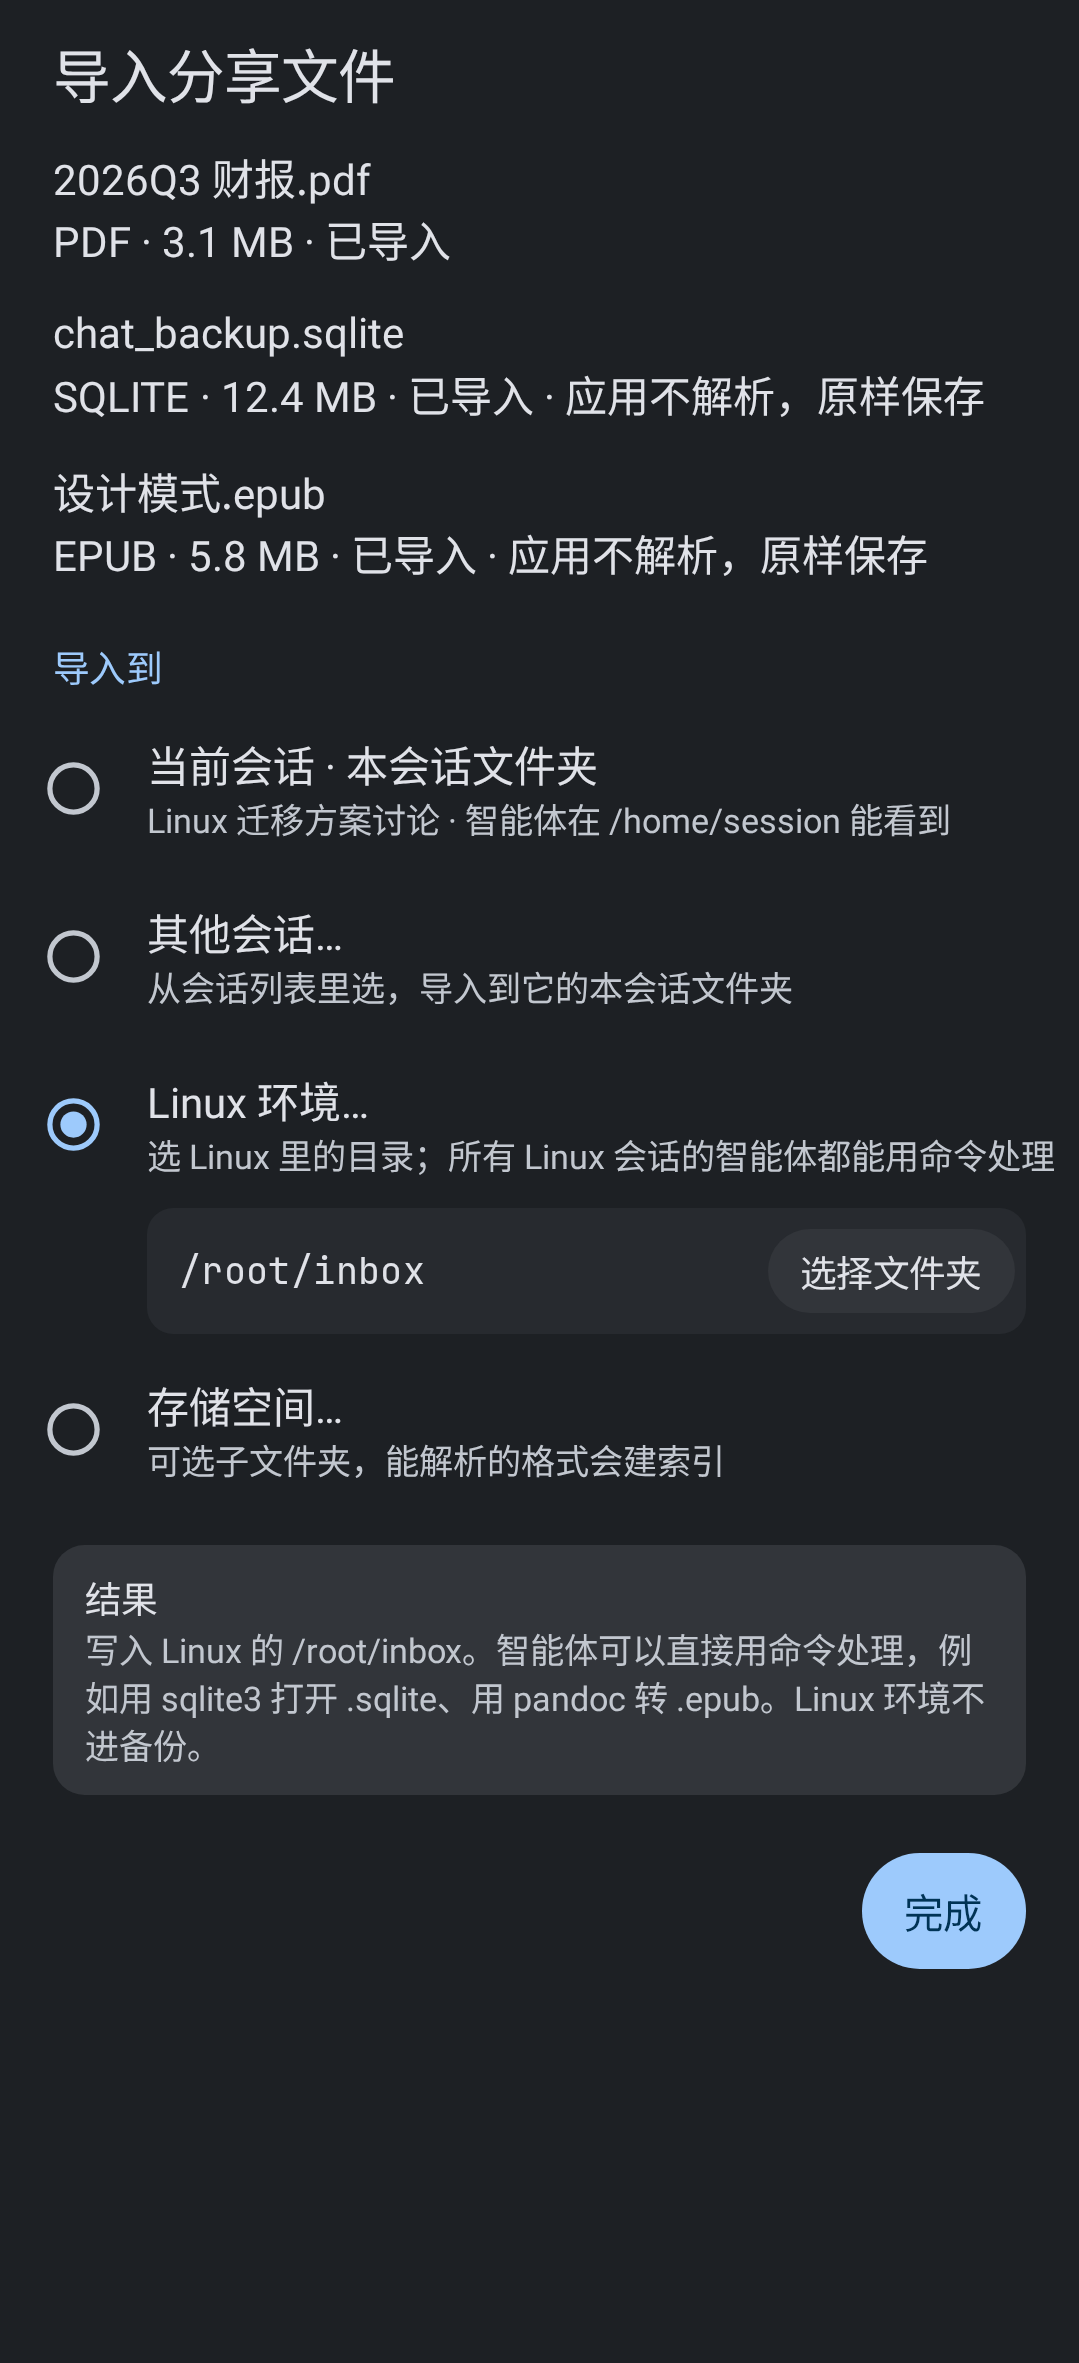 导入分享文件
2026Q3 财报.pdf
PDF · 3.1 MB · 已导入
chat_backup.sqlite
SQLITE · 12.4 MB · 已导入 · 应用不解析，原样保存
设计模式.epub
EPUB · 5.8 MB · 已导入 · 应用不解析，原样保存
导入到
当前会话 · 本会话文件夹
Linux 迁移方案讨论 · 智能体在 /home/session 能看到
其他会话…
从会话列表里选，导入到它的本会话文件夹
Linux 环境…
选 Linux 里的目录；所有 Linux 会话的智能体都能用命令处理
/root/inbox
选择文件夹
存储空间…
可选子文件夹，能解析的格式会建索引
结果
写入 Linux 的 /root/inbox。智能体可以直接用命令处理，例
如用 sqlite3 打开 .sqlite、用 pandoc 转 .epub。Linux 环境不
进备份。
完成